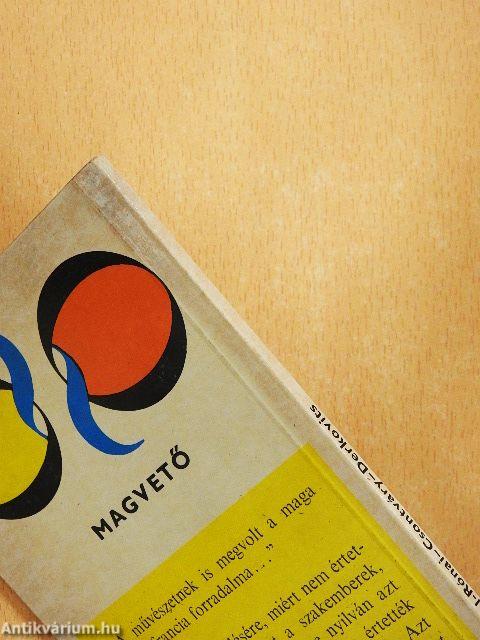 MAGVETŐ
művészetnek is megvolt a maga
francia forradalma..."
miért nem értet-
a szakemberek,
nyilván azt
értették
Azt
i–Rónai–Csontváry–Derkovits
Antikvárium.hu